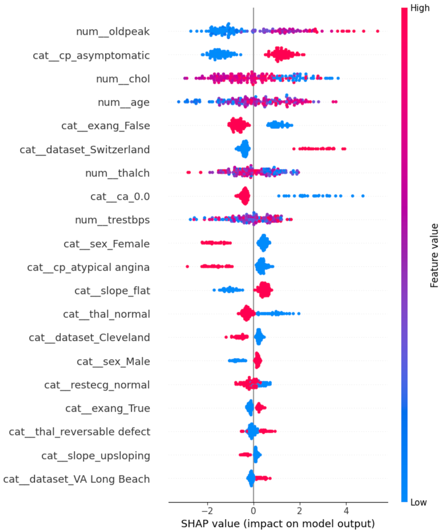 High
num__oldpeak
cat__cp_asymptomatic
num__chol
num__age
cat__exang_False
cat__dataset_Switzerland
num__thalch
cat__ca_0.0
num__trestbps
cat__sex_Female
cat__cp_atypical angina
cat__slope_flat
cat__thal_normal
cat__dataset_Cleveland
cat__sex_Male
cat__restecg_normal
cat__exang_True
cat__thal_reversable defect
cat__slope_upsloping
cat__dataset_VA Long Beach
Feature value
Low
−2 0 2 4
SHAP value (impact on model output)